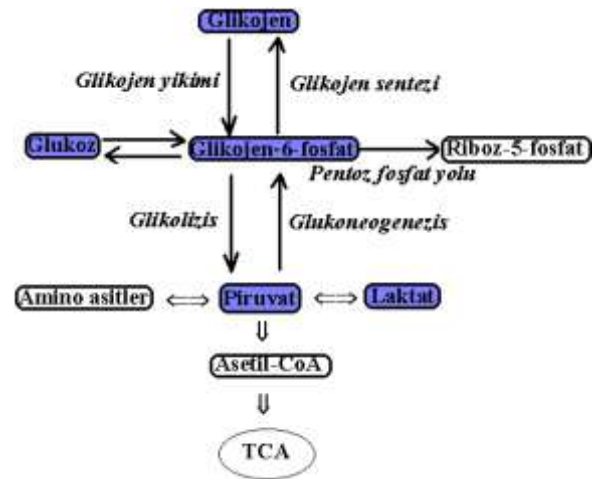 Glikojen
Glikojen yikimi
Glikojen sentezi
Glukoz
Glikojen-6-fosfat
Riboz-5-fosfat
Pentoz fosfat yolu
Glikolizis
Glukoneogenezis
Amino asitler
Piruvat
Laktat
Asetil-CoA
TCA